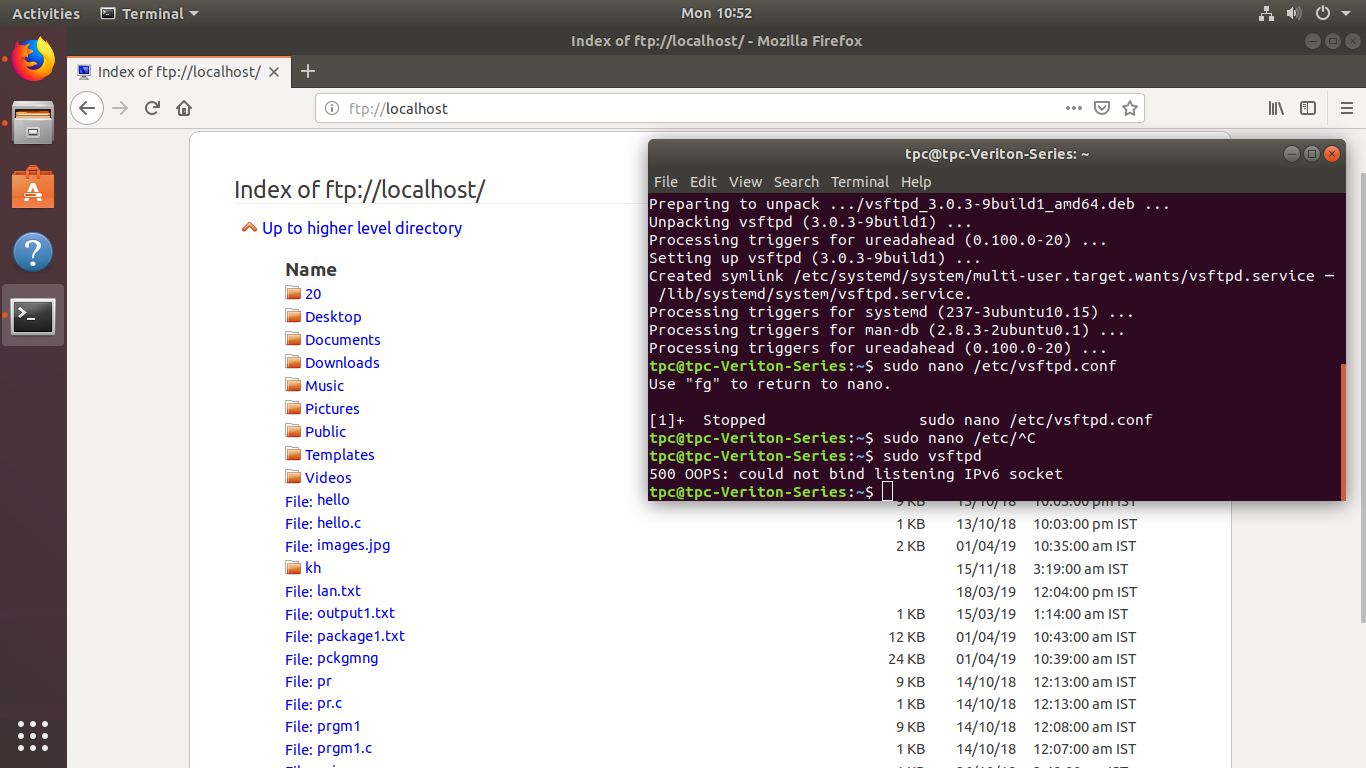 Activities Terminal Mon 10:52
Index of ftp://localhost/ - Mozilla Firefox
Index of ftp://localhost/
ftp://localhost
Index of ftp://localhost/
Up to higher level directory
Name
20
Desktop
Documents
Downloads
Music
Pictures
Public
Templates
Videos
File: hello 9 KB 13/10/18 10:03:00 pm IST
File: hello.c 1 KB 13/10/18 10:03:00 pm IST
File: images.jpg 2 KB 01/04/19 10:35:00 am IST
kh 15/11/18 3:19:00 am IST
File: lan.txt 18/03/19 12:04:00 pm IST
File: output1.txt 1 KB 15/03/19 1:14:00 am IST
File: package1.txt 12 KB 01/04/19 10:43:00 am IST
File: pckgmng 24 KB 01/04/19 10:39:00 am IST
File: pr 9 KB 14/10/18 12:13:00 am IST
File: pr.c 1 KB 14/10/18 12:13:00 am IST
File: prgm1 9 KB 14/10/18 12:08:00 am IST
File: prgm1.c 1 KB 14/10/18 12:07:00 am IST
tpc@tpc-Veriton-Series: ~
File Edit View Search Terminal Help
Preparing to unpack .../vsftpd_3.0.3-9build1_amd64.deb ...
Unpacking vsftpd (3.0.3-9build1) ...
Processing triggers for ureadahead (0.100.0-20) ...
Setting up vsftpd (3.0.3-9build1) ...
Created symlink /etc/systemd/system/multi-user.target.wants/vsftpd.service —
/lib/systemd/system/vsftpd.service.
Processing triggers for systemd (237-3ubuntu10.15) ...
Processing triggers for man-db (2.8.3-2ubuntu0.1) ...
Processing triggers for ureadahead (0.100.0-20) ...
tpc@tpc-Veriton-Series:~$ sudo nano /etc/vsftpd.conf
Use "fg" to return to nano.
[1]+ Stopped sudo nano /etc/vsftpd.conf
tpc@tpc-Veriton-Series:~$ sudo nano /etc/^C
tpc@tpc-Veriton-Series:~$ sudo vsftpd
500 OOPS: could not bind listening IPv6 socket
tpc@tpc-Veriton-Series:~$